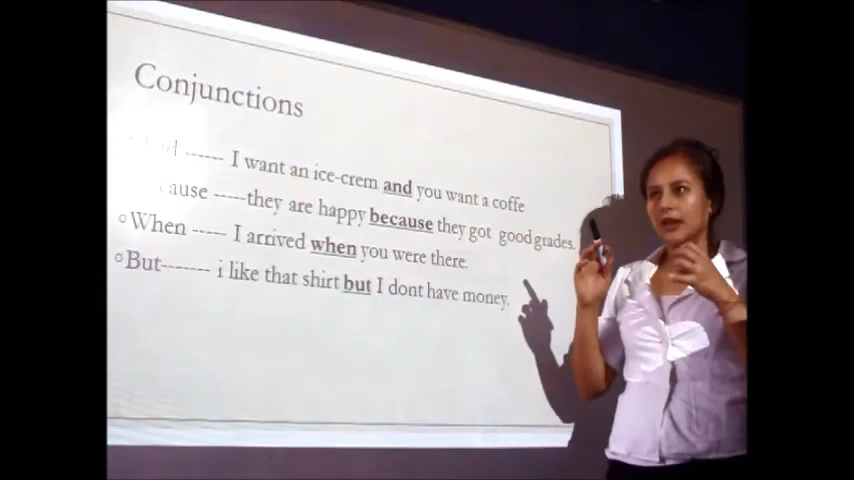 Conjunctions
------ I want an ice-crem and you want a coffe
ause -----they are happy because they got good grades.
When ----- I arrived when you were there.
But------- i like that shirt but I dont have money.